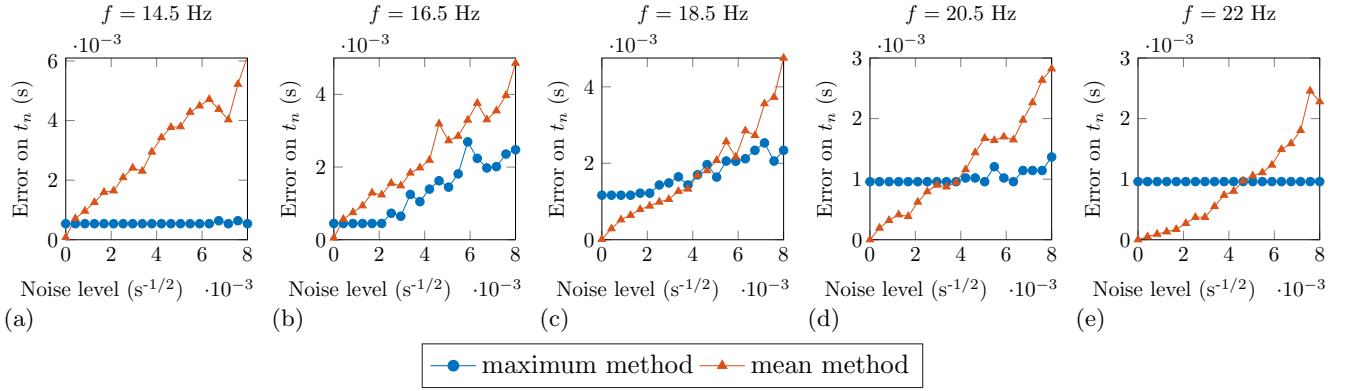 f = 14.5 Hz
·10⁻³
Error on tₙ (s)
6
4
2
0
0 2 4 6 8
Noise level (s⁻¹/²) ·10⁻³
(a)
f = 16.5 Hz
·10⁻³
Error on tₙ (s)
4
2
0
0 2 4 6 8
Noise level (s⁻¹/²) ·10⁻³
(b)
f = 18.5 Hz
·10⁻³
Error on tₙ (s)
4
2
0
0 2 4 6 8
Noise level (s⁻¹/²) ·10⁻³
(c)
f = 20.5 Hz
·10⁻³
Error on tₙ (s)
3
2
1
0
0 2 4 6 8
Noise level (s⁻¹/²) ·10⁻³
(d)
f = 22 Hz
·10⁻³
Error on tₙ (s)
3
2
1
0
0 2 4 6 8
Noise level (s⁻¹/²) ·10⁻³
(e)
maximum method mean method